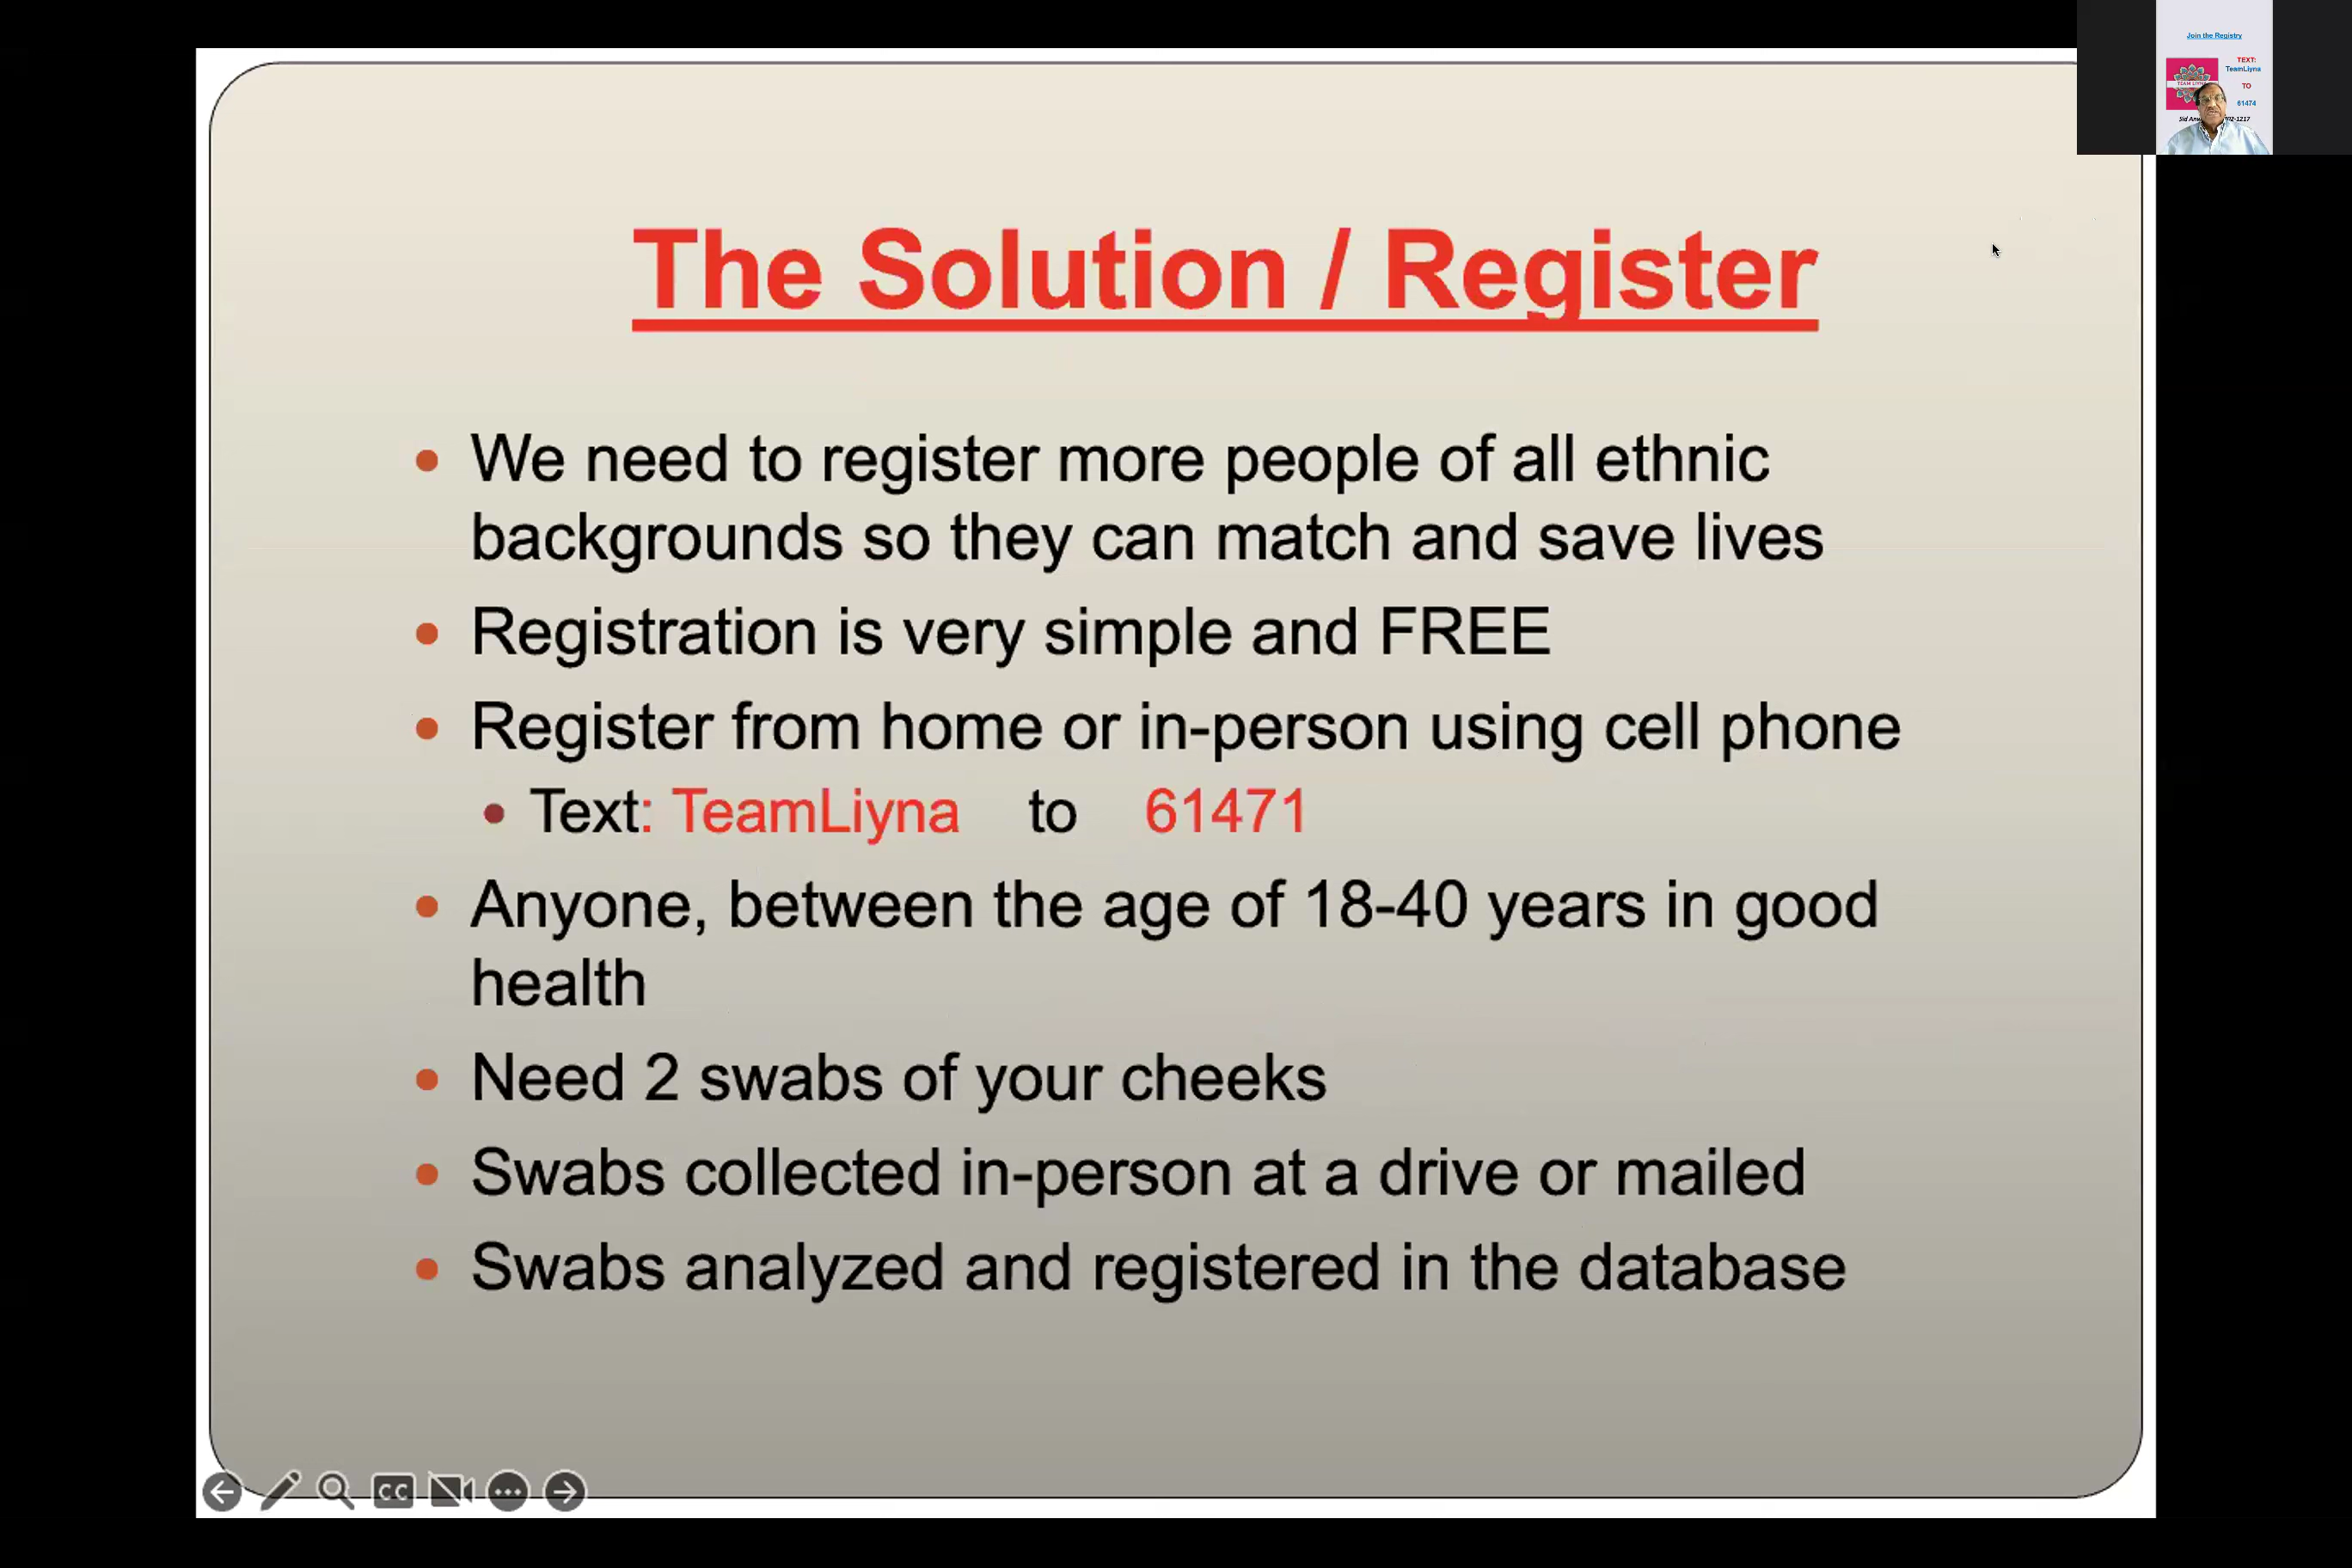 Join the Registry
TEXT:
TeamLiyna
TO
61474
The Solution / Register
We need to register more people of all ethnic
backgrounds so they can match and save lives
Registration is very simple and FREE
Register from home or in-person using cell phone
Text: TeamLiyna to 61471
Anyone, between the age of 18-40 years in good
health
Need 2 swabs of your cheeks
Swabs collected in-person at a drive or mailed
Swabs analyzed and registered in the database
CC